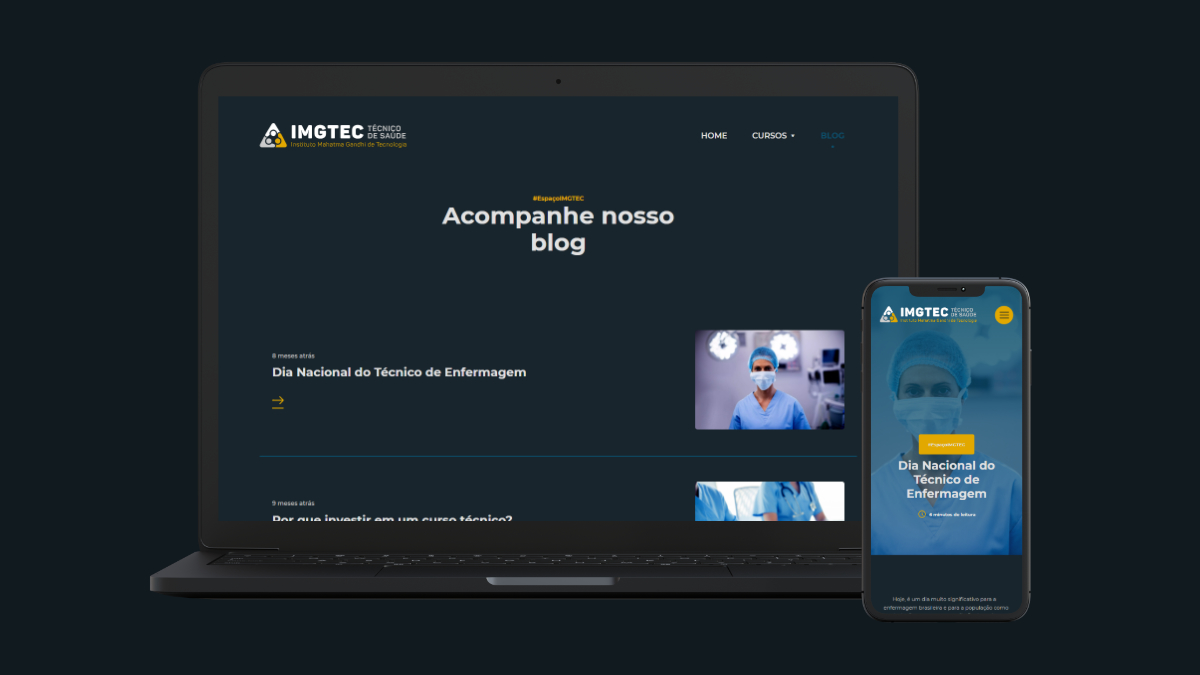 IMGTEC TÉCNICO
DE SAÚDE
Instituto Mahatma Gandhi de Tecnologia
HOME CURSOS BLOG
#EspaçoIMGTEC
Acompanhe nosso
blog
8 meses atrás
Dia Nacional do Técnico de Enfermagem
9 meses atrás
Por que investir em um curso técnico?
IMGTEC TÉCNICO
DE SAÚDE
Instituto Mahatma Gandhi de Tecnologia
#EspaçoIMGTEC
Dia Nacional do
Técnico de
Enfermagem
6 minutos de leitura
Hoje, é um dia muito significativo para a
enfermagem brasileira e para a população como